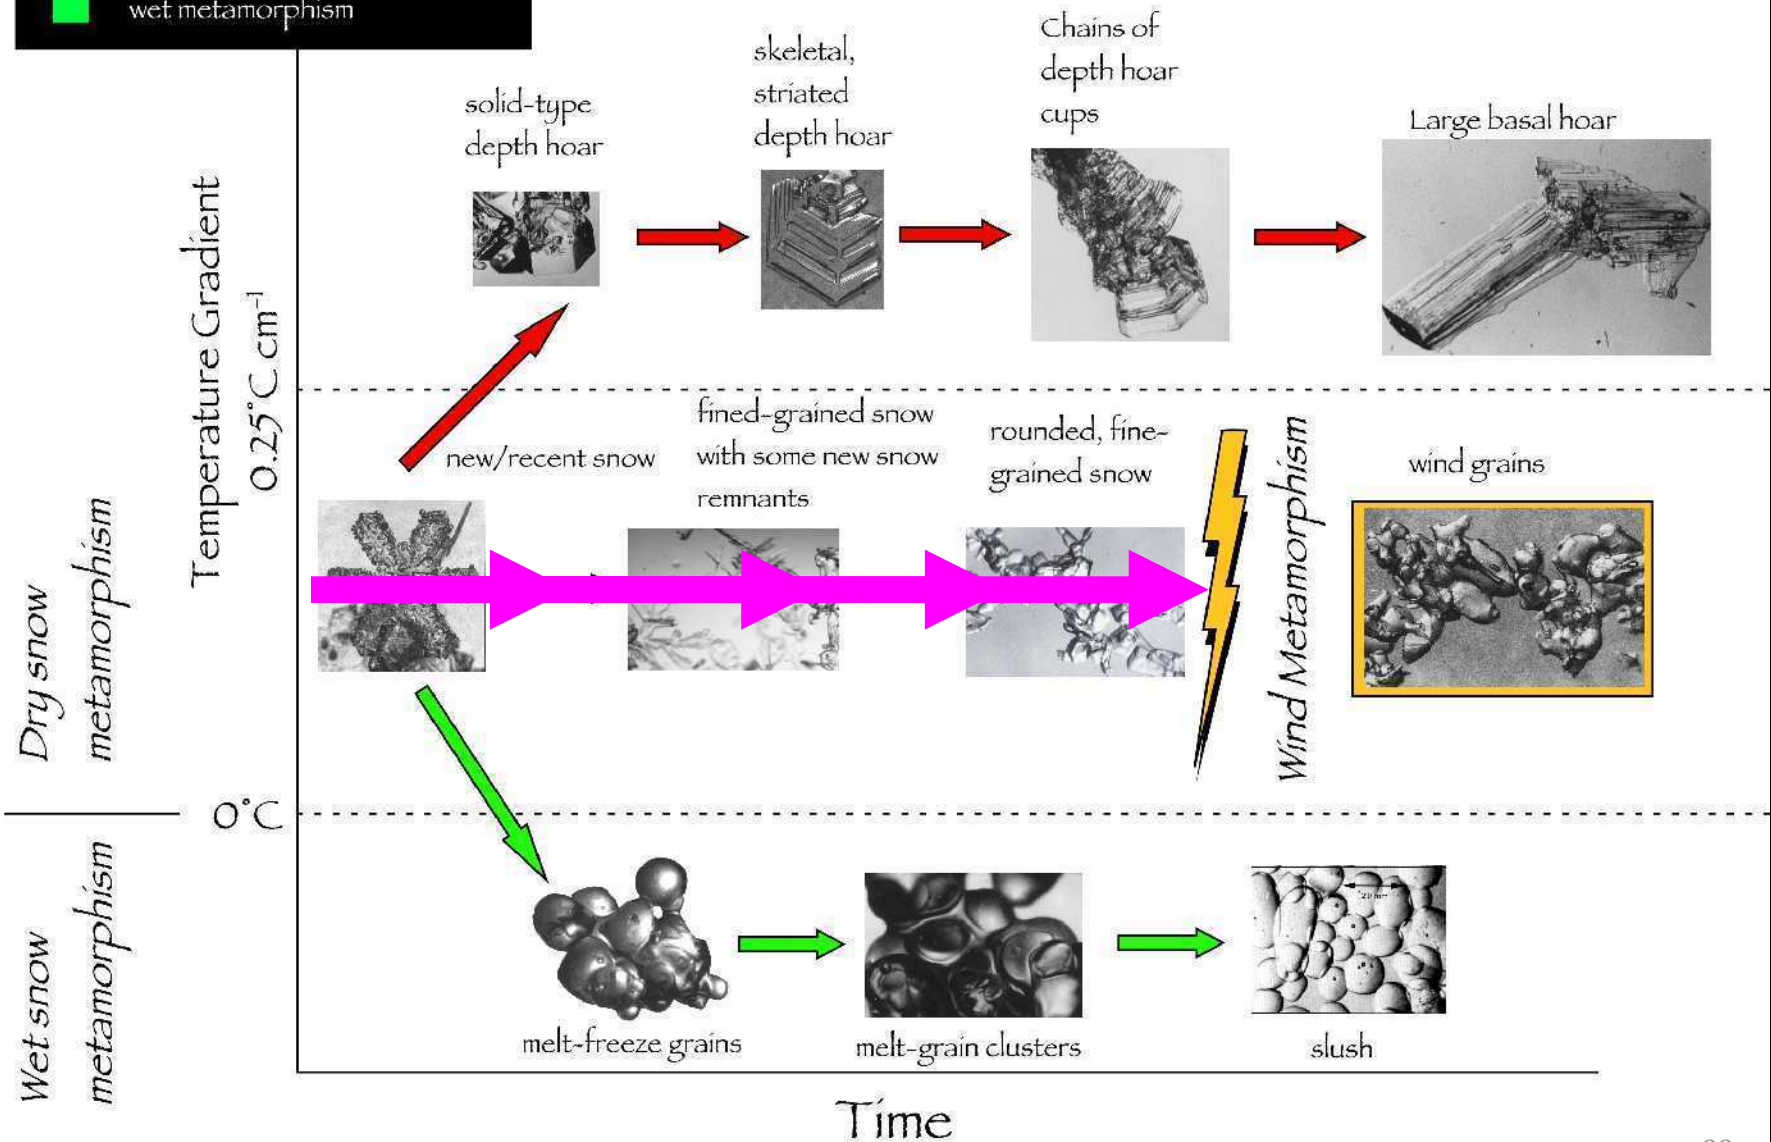 wet metamorphism
solid-type
depth hoar
skeletal,
striated
depth hoar
Chains of
depth hoar
cups
Large basal hoar
Temperature Gradient
0.25°C cm⁻¹
new/recent snow
fined-grained snow
with some new snow
remnants
rounded, fine-
grained snow
Wind Metamorphism
wind grains
Dry snow
metamorphism
0°C
Wet snow
metamorphism
melt-freeze grains
melt-grain clusters
slush
Time